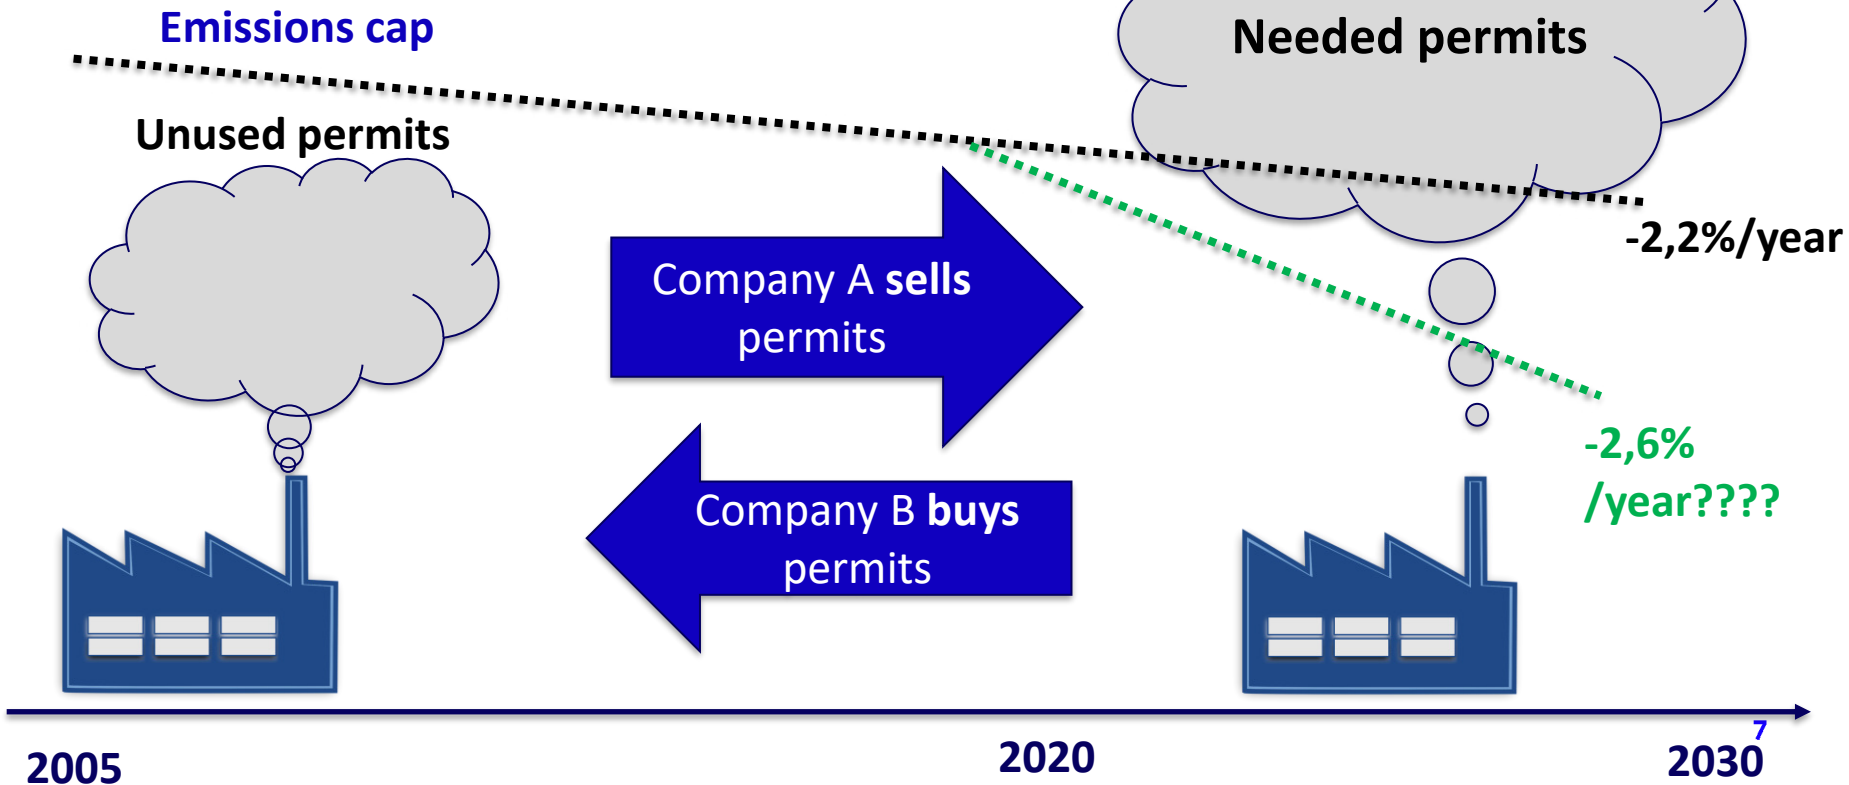 Emissions cap
Needed permits
Unused permits
-2,2%/year
Company A sells
permits
-2,6%
/year????
Company B buys
permits
7
2005
2020
2030